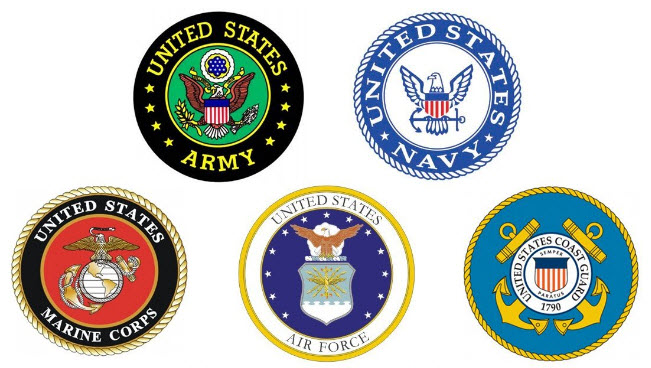 UNITED STATES
ARMY
UNITED STATES
NAVY
UNITED STATES
MARINE CORPS
UNITED STATES
AIR FORCE
UNITED STATES COAST GUARD
SEMPER
PARATUS
1790